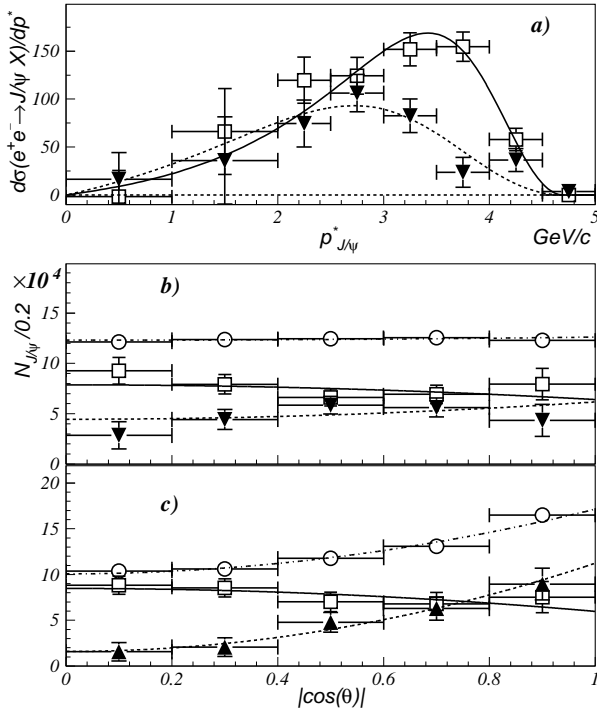 a)
dσ(e⁺e⁻→J/ψ X)/dp*
150
100
50
0
0 1 2 3 4 5
p*J/ψ
GeV/c
×10⁴
b)
N J/ψ /0.2
15
10
5
0
c)
20
15
10
5
0
0 0.2 0.4 0.6 0.8 1
|cos(θ)|